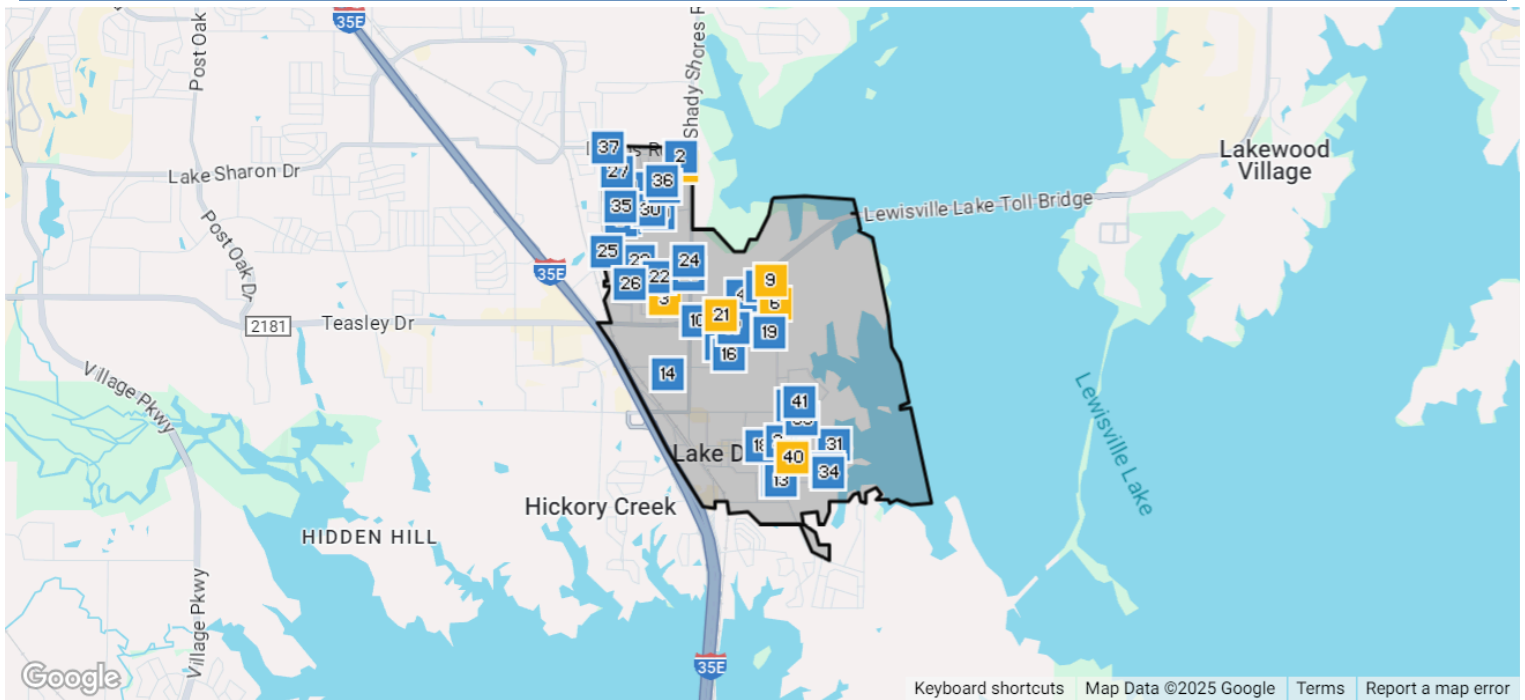 35E
Post Oak
Shady Shores R
37
2
Lakewood
Village
Lake Sharon Dr
27
36
35
30
Lewisville Lake Toll Bridge
Post Oak Dr
25
24
22
26
35E
9
3
6
21
10
19
2181
Teasley Dr
16
14
Village Pkwy
41
Lewisville Lake
18
31
Lake D
40
34
13
Hickory Creek
HIDDEN HILL
Village Pkwy
35E
Google
Keyboard shortcuts
Map Data ©2025 Google
Terms
Report a map error